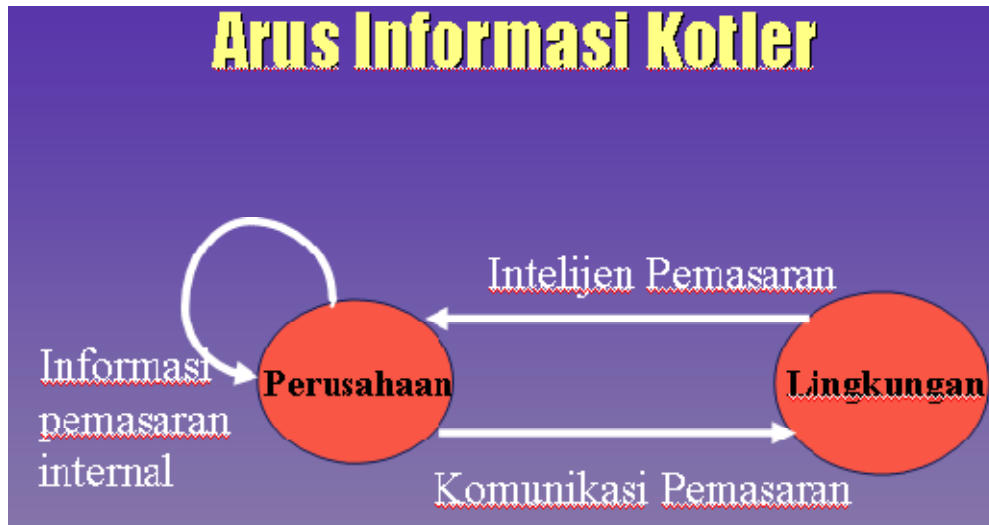 Arus Informasi Kotler
Intelijen Pemasaran
Informasi
pemasaran
internal
Perusahaan
Lingkungan
Komunikasi Pemasaran